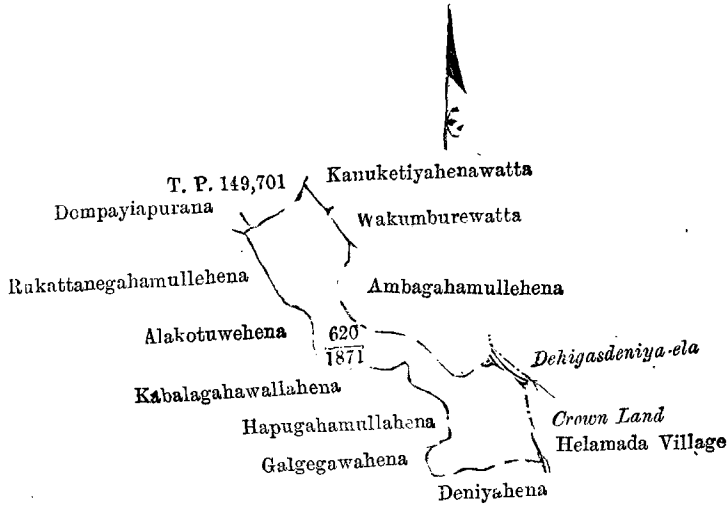 Kanuketiyahenawatta
T. P. 149,701
Dompayiapurana
Wakumburewatta
Rukattanegahamullehena
Ambagahamullehena
Alakotuwehena
620
1871
Dehigasdeniya-ela
Kabalagahawallahena
Crown Land
Hapugahamullahena
Helamada Village
Galgegawahena
Deniyahena